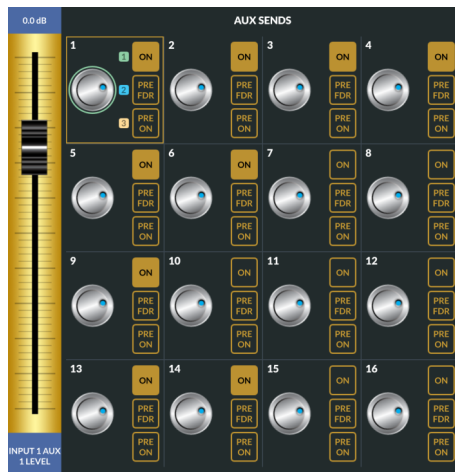 0.0 dB
AUX SENDS
1
1
ON
2
PRE
FDR
3
PRE
ON
2
ON
PRE
FDR
PRE
ON
3
ON
PRE
FDR
PRE
ON
4
ON
PRE
FDR
PRE
ON
5
ON
PRE
FDR
PRE
ON
6
ON
PRE
FDR
PRE
ON
7
ON
PRE
FDR
PRE
ON
8
ON
PRE
FDR
PRE
ON
9
ON
PRE
FDR
PRE
ON
10
ON
PRE
FDR
PRE
ON
11
ON
PRE
FDR
PRE
ON
12
ON
PRE
FDR
PRE
ON
13
ON
PRE
FDR
PRE
ON
14
ON
PRE
FDR
PRE
ON
15
ON
PRE
FDR
PRE
ON
16
ON
PRE
FDR
PRE
ON
INPUT 1 AUX
1 LEVEL